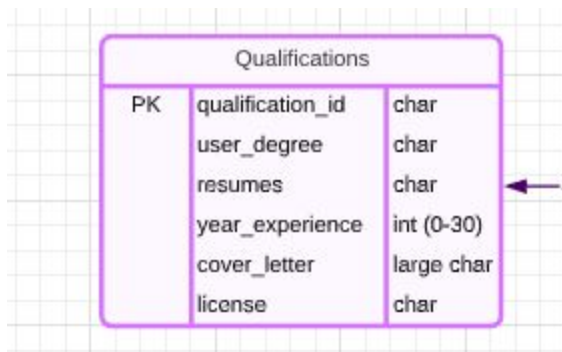 Qualifications
PK qualification_id char
user_degree char
resumes char
year_experience int (0-30)
cover_letter large char
license char